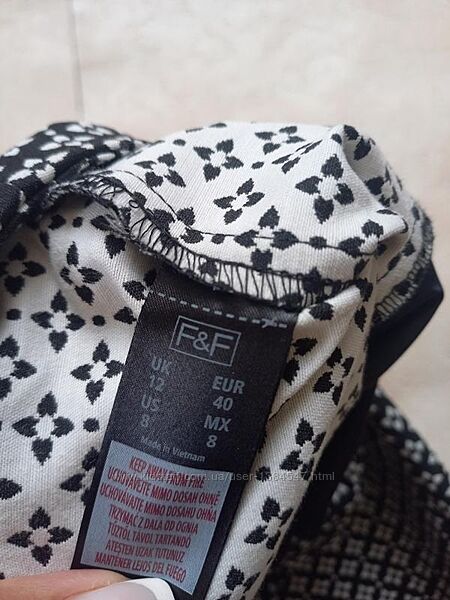 F&F
UK EUR
12 40
US MX
8 8
Made in Vietnam
KEEP AWAY FROM FIRE
UCHOVÁVEJTE MIMO DOSAH OHNĚ
UCHOVÁVAJTE MIMO DOSAHU OHŇA
TRZYMAĆ Z DALA OD OGNIA
TŰZTŐL TÁVOL TARTANDÓ
ATEŞTEN UZAK TUTUNUZ
MANTENER LEJOS DEL FUEGO